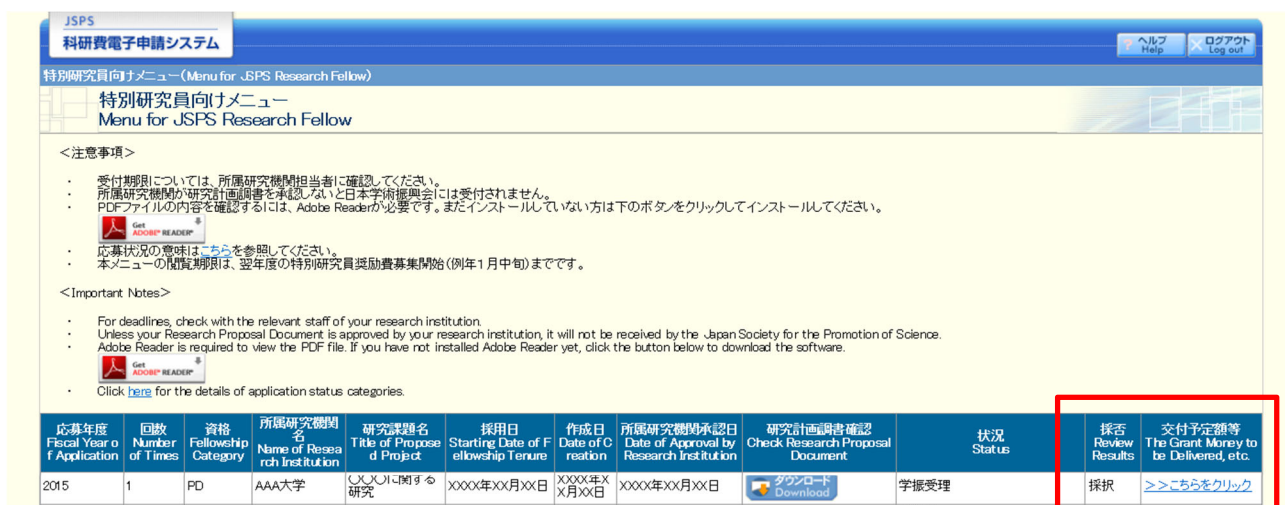 JSPS
科研費電子申請システム
ヘルプ
Help
ログアウト
Log out
特別研究員向けメニュー(Menu for JSPS Research Fellow)
特別研究員向けメニュー
Menu for JSPS Research Fellow
<注意事項>
・ 受付期限については、所属研究機関担当者に確認してください。
・ 所属研究機関が研究計画調書を承認しないと日本学術振興会には受付されません。
・ PDFファイルの内容を確認するには、Adobe Readerが必要です。まだインストールしていない方は下のボタンをクリックしてインストールしてください。
Get
ADOBE® READER®
・ 応募状況の意味はこちらを参照してください。
・ 本メニューの閲覧期限は、翌年度の特別研究員奨励費募集開始(例年1月中旬)までです。
<Important Notes>
・ For deadlines, check with the relevant staff of your research institution.
・ Unless your Research Proposal Document is approved by your research institution, it will not be received by the Japan Society for the Promotion of Science.
・ Adobe Reader is required to view the PDF file. If you have not installed Adobe Reader yet, click the button below to download the software.
Get
ADOBE® READER®
・ Click here for the details of application status categories.
応募年度
Fiscal Year o
f Application
回数
Number
of Times
資格
Fellowship
Category
所属研究機関
名
Name of Resea
rch Institution
研究課題名
Title of Propose
d Project
採用日
Starting Date of F
ellowship Tenure
作成日
Date of C
reation
所属研究機関承認日
Date of Approval by
Research Institution
研究計画調書確認
Check Research Proposal
Document
状況
Status
採否
Review
Results
交付予定額等
The Grant Money to
be Delivered, etc.
2015
1
PD
AAA大学
〇〇〇に関する
研究
XXXX年XX月XX日
XXXX年X
X月XX日
XXXX年XX月XX日
ダウンロード
Download
学振受理
採択
>>こちらをクリック